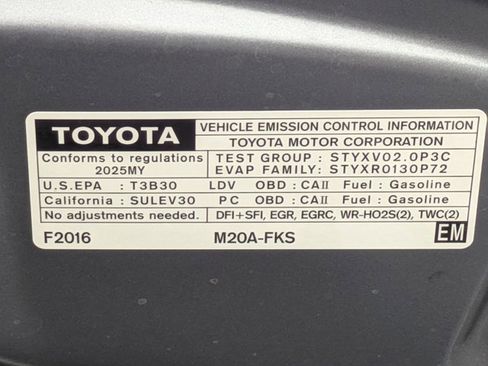 TOYOTA
VEHICLE EMISSION CONTROL INFORMATION
TOYOTA MOTOR CORPORATION
Conforms to regulations
2025MY
TEST GROUP : STYXV02.0P3C
EVAP FAMILY: STYXR0130P72
U.S.EPA : T3B30 LDV OBD : CAII Fuel : Gasoline
California : SULEV30 PC OBD : CAII Fuel : Gasoline
No adjustments needed. DFI+SFI, EGR, EGRC, WR-HO2S(2), TWC(2)
F2016 M20A-FKS EM